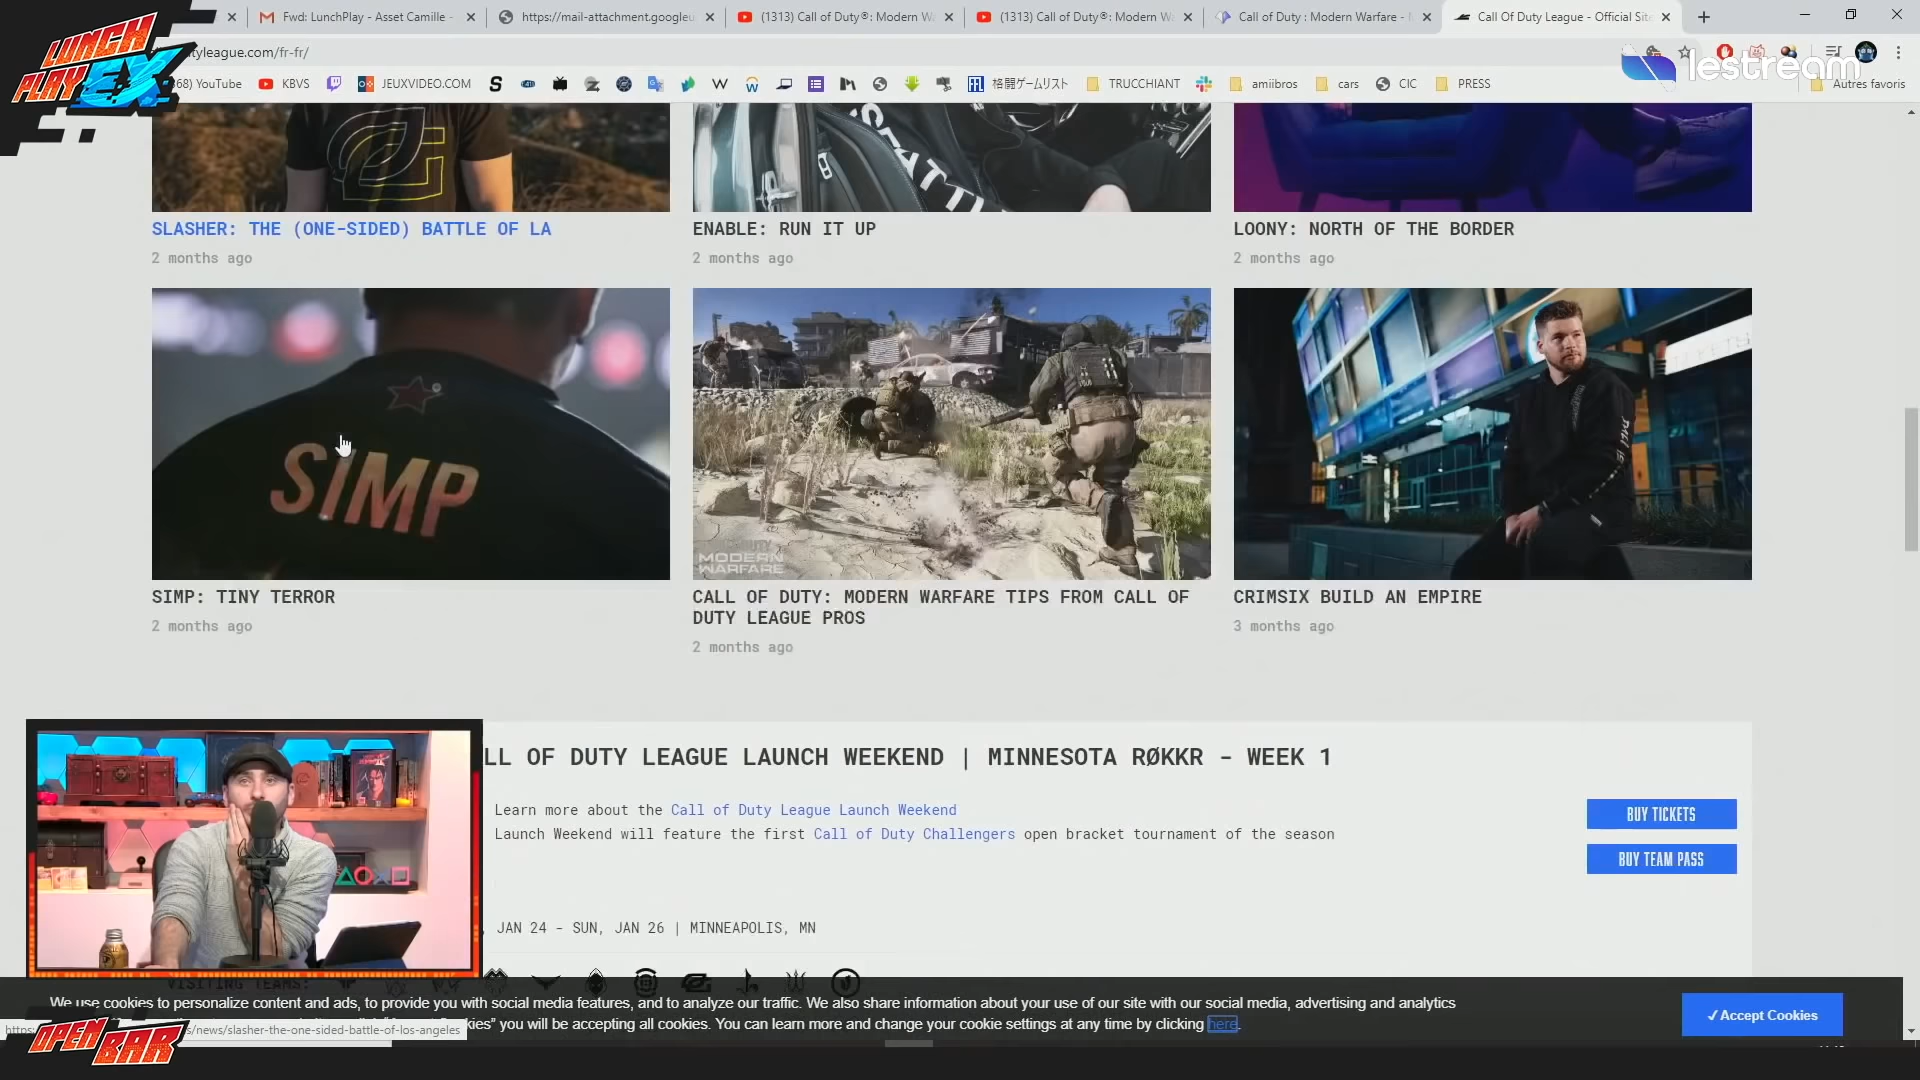 LUNCH PLAY EX
Fwd: LunchPlay - Asset Camille -
https://mail-attachment.googleu
(1313) Call of Duty®: Modern W
(1313) Call of Duty®: Modern W
Call of Duty : Modern Warfare -
Call Of Duty League - Official Site
tyleague.com/fr-fr/
68) YouTube
KBVS
JEUXVIDEO.COM
格闘ゲームリスト
TRUCCHIANT
amiibros
cars
CIC
PRESS
Autres favoris
lestream
SLASHER: THE (ONE-SIDED) BATTLE OF LA
2 months ago
ENABLE: RUN IT UP
2 months ago
LOONY: NORTH OF THE BORDER
2 months ago
SIMP
MODERN WARFARE
SIMP: TINY TERROR
2 months ago
CALL OF DUTY: MODERN WARFARE TIPS FROM CALL OF
DUTY LEAGUE PROS
2 months ago
CRIMSIX BUILD AN EMPIRE
3 months ago
LL OF DUTY LEAGUE LAUNCH WEEKEND | MINNESOTA RØKKR - WEEK 1
Learn more about the Call of Duty League Launch Weekend
Launch Weekend will feature the first Call of Duty Challengers open bracket tournament of the season
BUY TICKETS
BUY TEAM PASS
JAN 24 - SUN, JAN 26 | MINNEAPOLIS, MN
VISITING TEAMS:
We use cookies to personalize content and ads, to provide you with social media features, and to analyze our traffic. We also share information about your use of our site with our social media, advertising and analytics
kies" you will be accepting all cookies. You can learn more and change your cookie settings at any time by clicking here.
✓Accept Cookies
https:
s/news/slasher-the-one-sided-battle-of-los-angeles
OPEN BAR